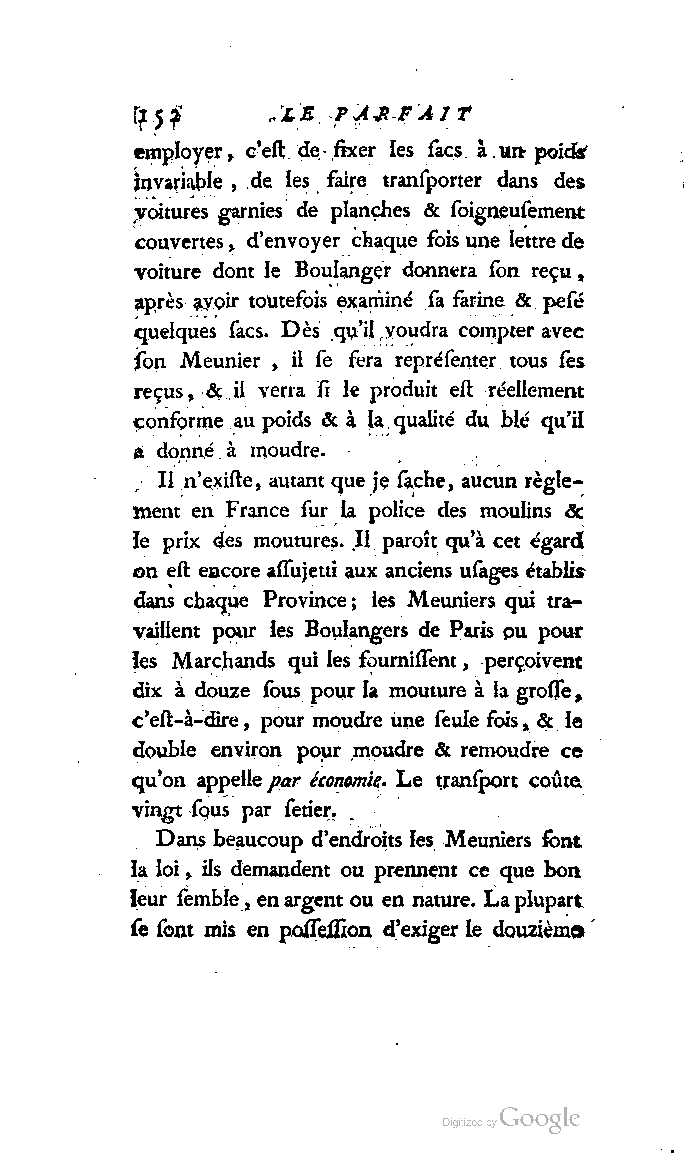 152 LE PARFAIT
employer, c'eſt de fixer les ſacs à un poids
invariable, de les faire tranſporter dans des
voitures garnies de planches & ſoigneuſement
couvertes, d'envoyer chaque fois une lettre de
voiture dont le Boulanger donnera ſon reçu,
après avoir toutefois examiné ſa farine & peſé
quelques ſacs. Dès qu'il voudra compter avec
ſon Meunier, il ſe fera repréſenter tous ſes
reçus, & il verra ſi le produit eſt réellement
conforme au poids & à la qualité du blé qu'il
a donné à moudre.
Il n'exiſte, autant que je ſache, aucun règle-
ment en France ſur la police des moulins &
le prix des moutures. Il paroît qu'à cet égard
on eſt encore aſſujetti aux anciens uſages établis
dans chaque Province; les Meuniers qui tra-
vaillent pour les Boulangers de Paris ou pour
les Marchands qui les fourniſſent, perçoivent
dix à douze ſous pour la mouture à la groſſe,
c'eſt-à-dire, pour moudre une ſeule fois, & le
double environ pour moudre & remoudre ce
qu'on appelle par économie. Le tranſport coûte
vingt ſous par ſetier.
Dans beaucoup d'endroits les Meuniers font
la loi, ils demandent ou prennent ce que bon
leur ſemble, en argent ou en nature. La plupart
ſe ſont mis en poſſeſſion d'exiger le douzième
Digitized by Google